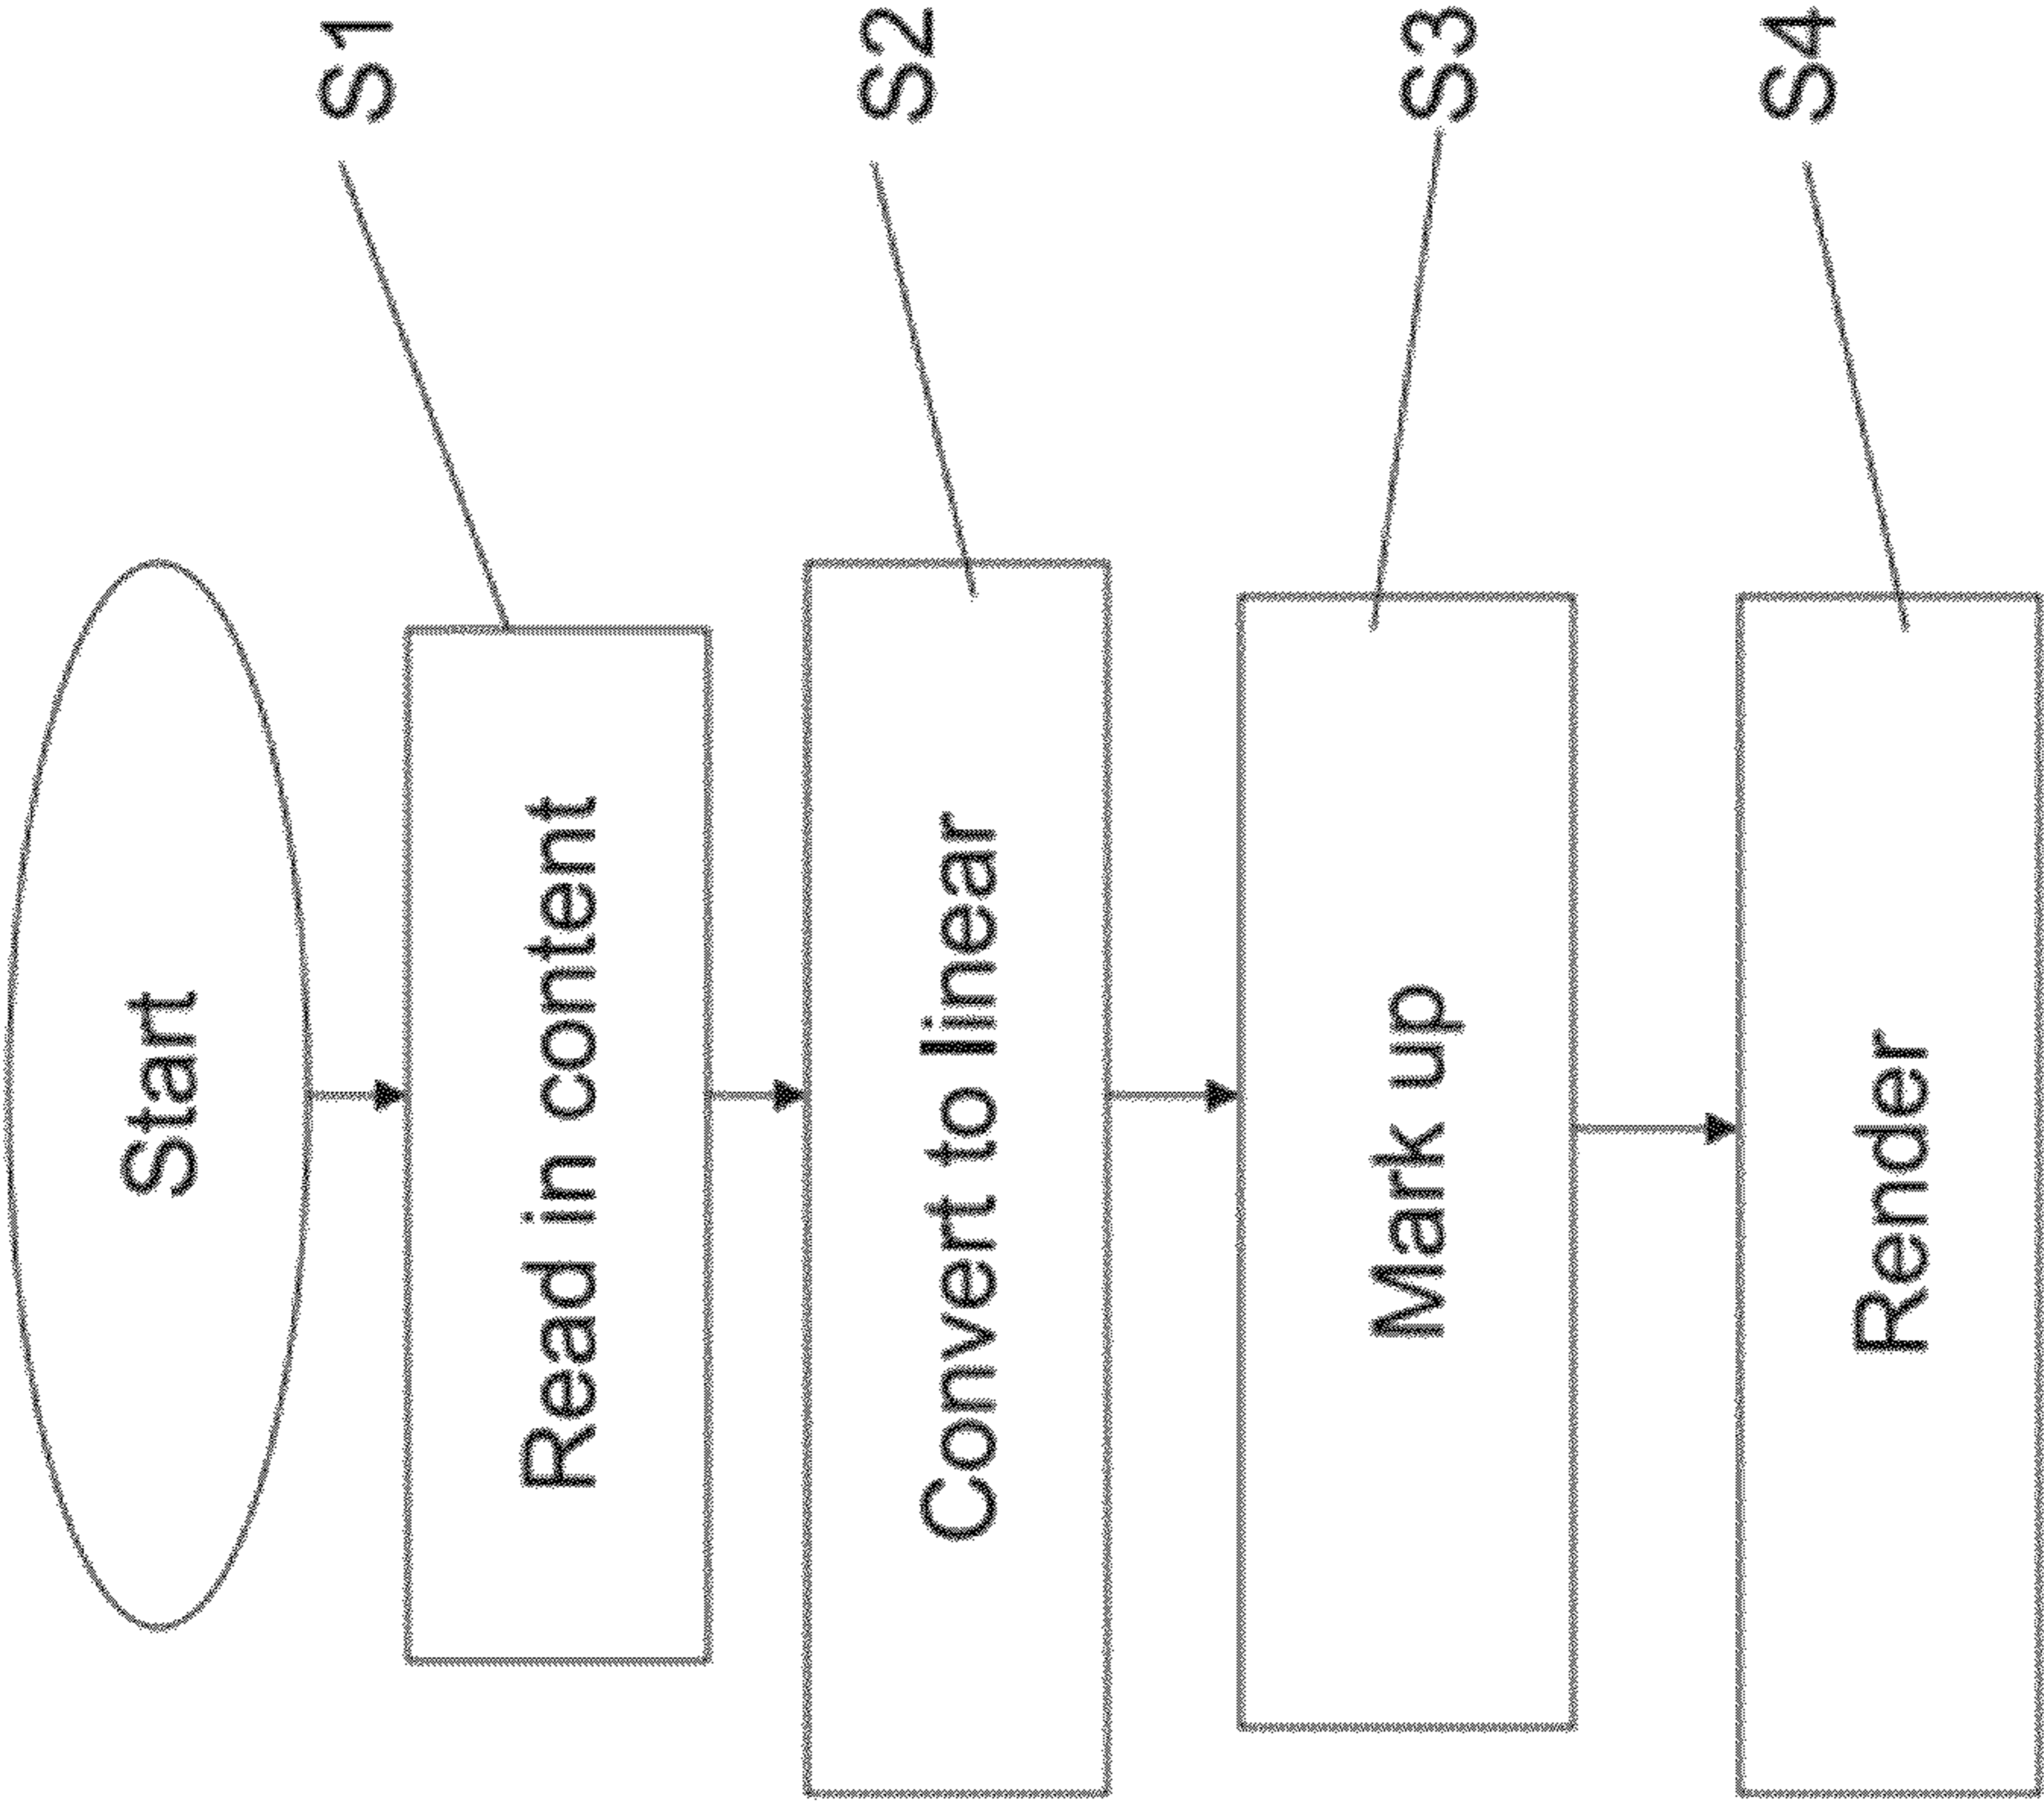 Start
Read in content
S1
Convert to linear
S2
Mark up
S3
Render
S4